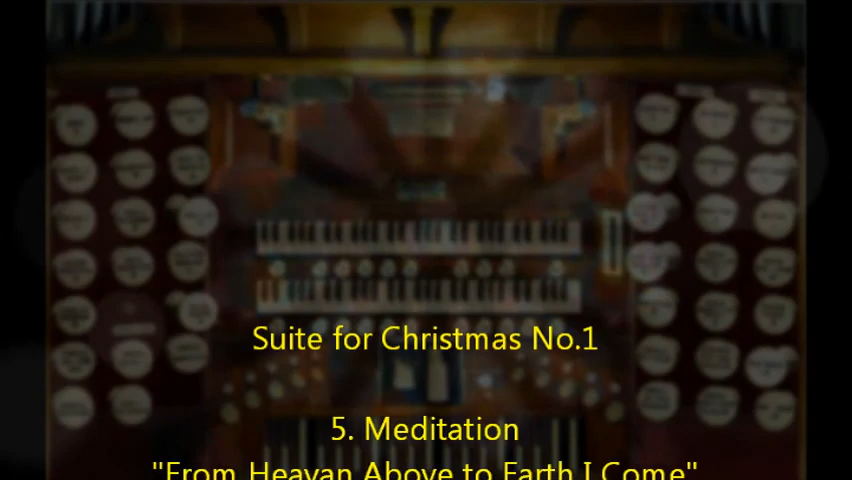 Suite for Christmas No.1
5. Meditation
"From Heavan Above to Earth I Come"